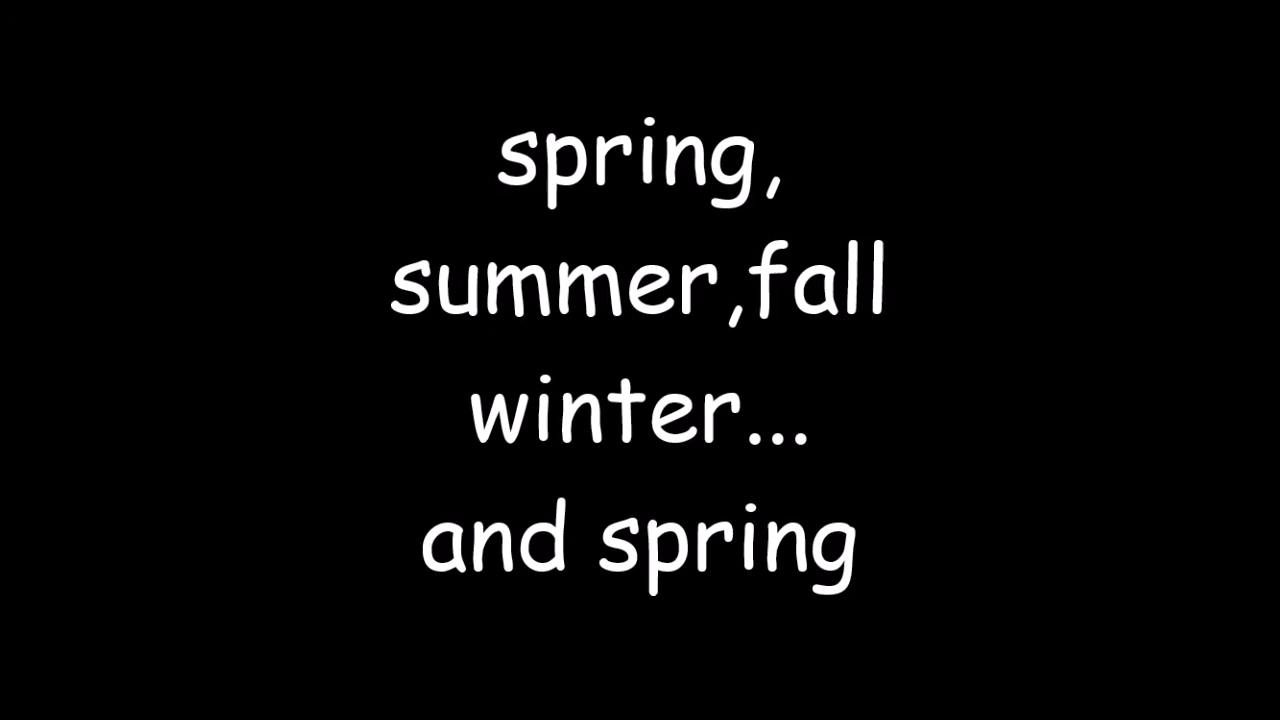 spring,
summer,fall
winter...
and spring